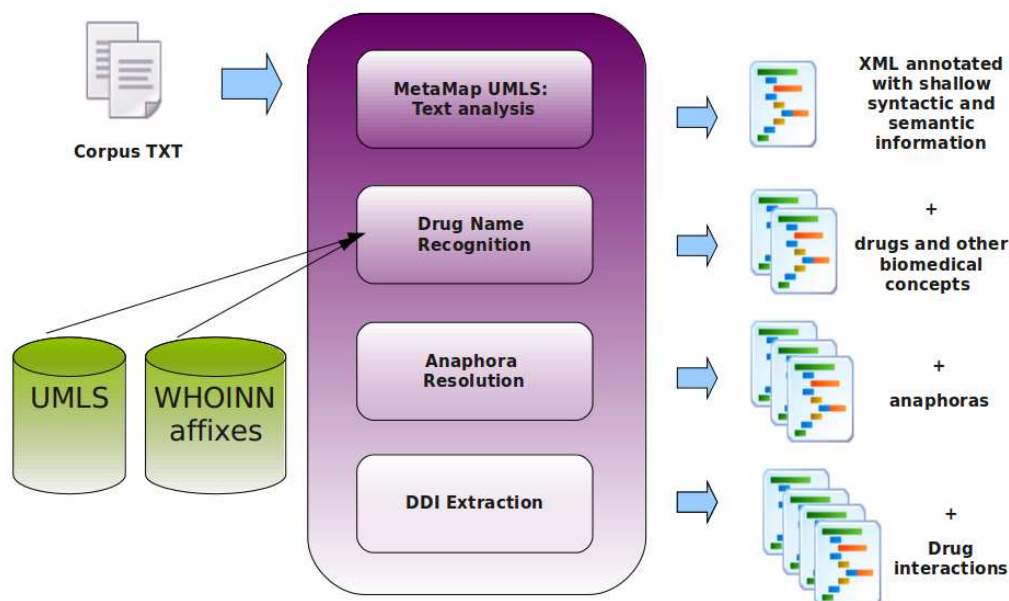 Corpus TXT
MetaMap UMLS:
Text analysis
XML annotated
with shallow
syntactic and
semantic
information
Drug Name
Recognition
+
drugs and other
biomedical
concepts
UMLS
WHOINN
affixes
Anaphora
Resolution
+
anaphoras
DDI Extraction
+
Drug
interactions